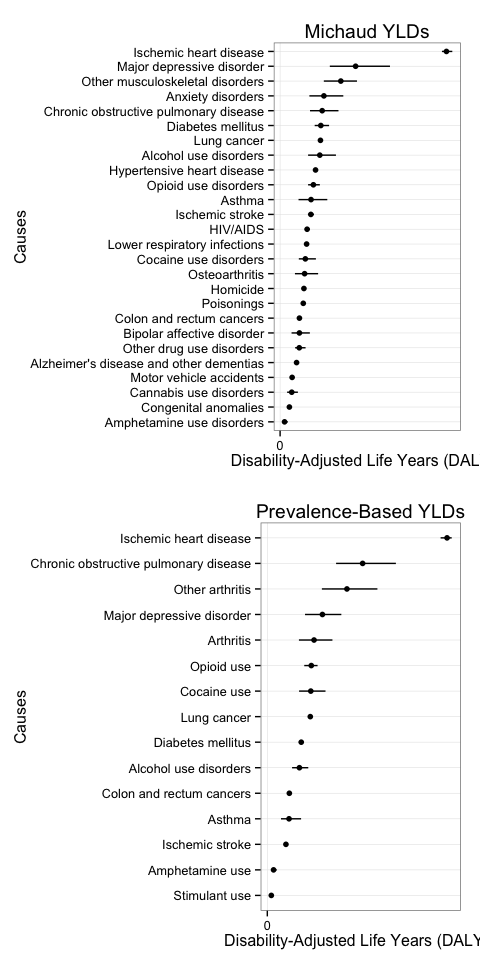 Michaud YLDs
Ischemic heart disease
Major depressive disorder
Other musculoskeletal disorders
Anxiety disorders
Chronic obstructive pulmonary disease
Diabetes mellitus
Lung cancer
Alcohol use disorders
Hypertensive heart disease
Opioid use disorders
Asthma
Ischemic stroke
HIV/AIDS
Lower respiratory infections
Cocaine use disorders
Osteoarthritis
Homicide
Poisonings
Colon and rectum cancers
Bipolar affective disorder
Other drug use disorders
Alzheimer's disease and other dementias
Motor vehicle accidents
Cannabis use disorders
Congenital anomalies
Amphetamine use disorders
Causes
0
Disability-Adjusted Life Years (DAL
Prevalence-Based YLDs
Ischemic heart disease
Chronic obstructive pulmonary disease
Other arthritis
Major depressive disorder
Arthritis
Opioid use
Cocaine use
Lung cancer
Diabetes mellitus
Alcohol use disorders
Colon and rectum cancers
Asthma
Ischemic stroke
Amphetamine use
Stimulant use
Causes
0
Disability-Adjusted Life Years (DALY